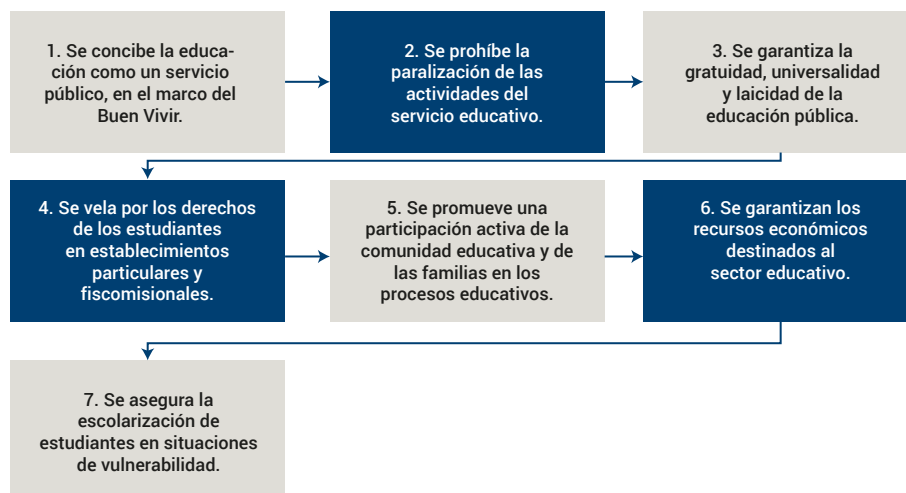 1. Se concibe la educa-
ción como un servicio
público, en el marco del
Buen Vivir.
2. Se prohíbe la
paralización de las
actividades del
servicio educativo.
3. Se garantiza la
gratuidad, universalidad
y laicidad de la
educación pública.
4. Se vela por los derechos
de los estudiantes
en establecimientos
particulares y
fiscomisionales.
5. Se promueve una
participación activa de la
comunidad educativa y de
las familias en los
procesos educativos.
6. Se garantizan los
recursos económicos
destinados al
sector educativo.
7. Se asegura la
escolarización de
estudiantes en situaciones
de vulnerabilidad.